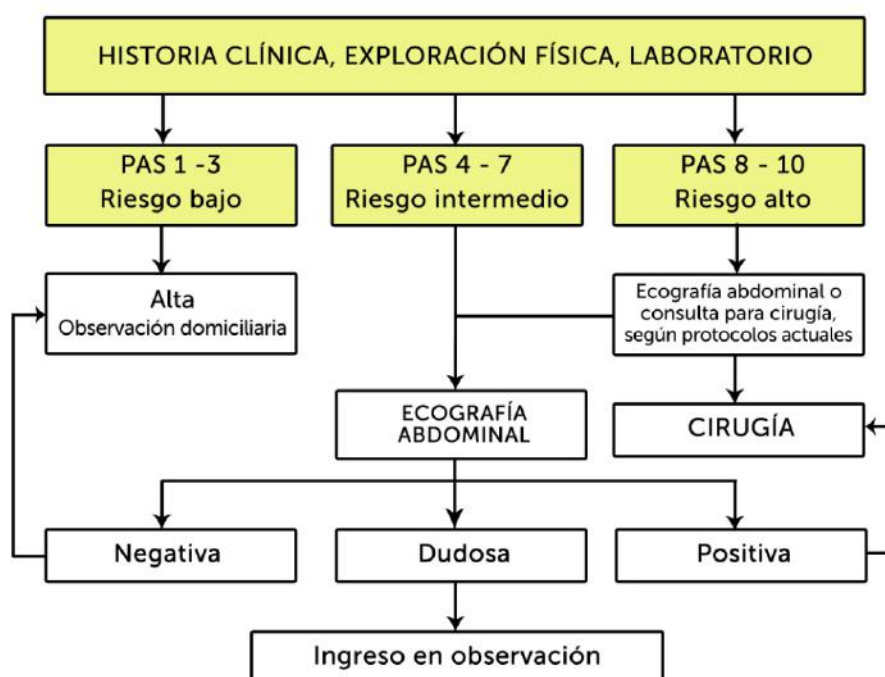 HISTORIA CLÍNICA, EXPLORACIÓN FÍSICA, LABORATORIO
PAS 1 -3
Riesgo bajo
PAS 4 - 7
Riesgo intermedio
PAS 8 - 10
Riesgo alto
Alta
Observación domiciliaria
Ecografía abdominal o
consulta para cirugía,
según protocolos actuales
ECOGRAFÍA
ABDOMINAL
CIRUGÍA
Negativa
Dudosa
Positiva
Ingreso en observación